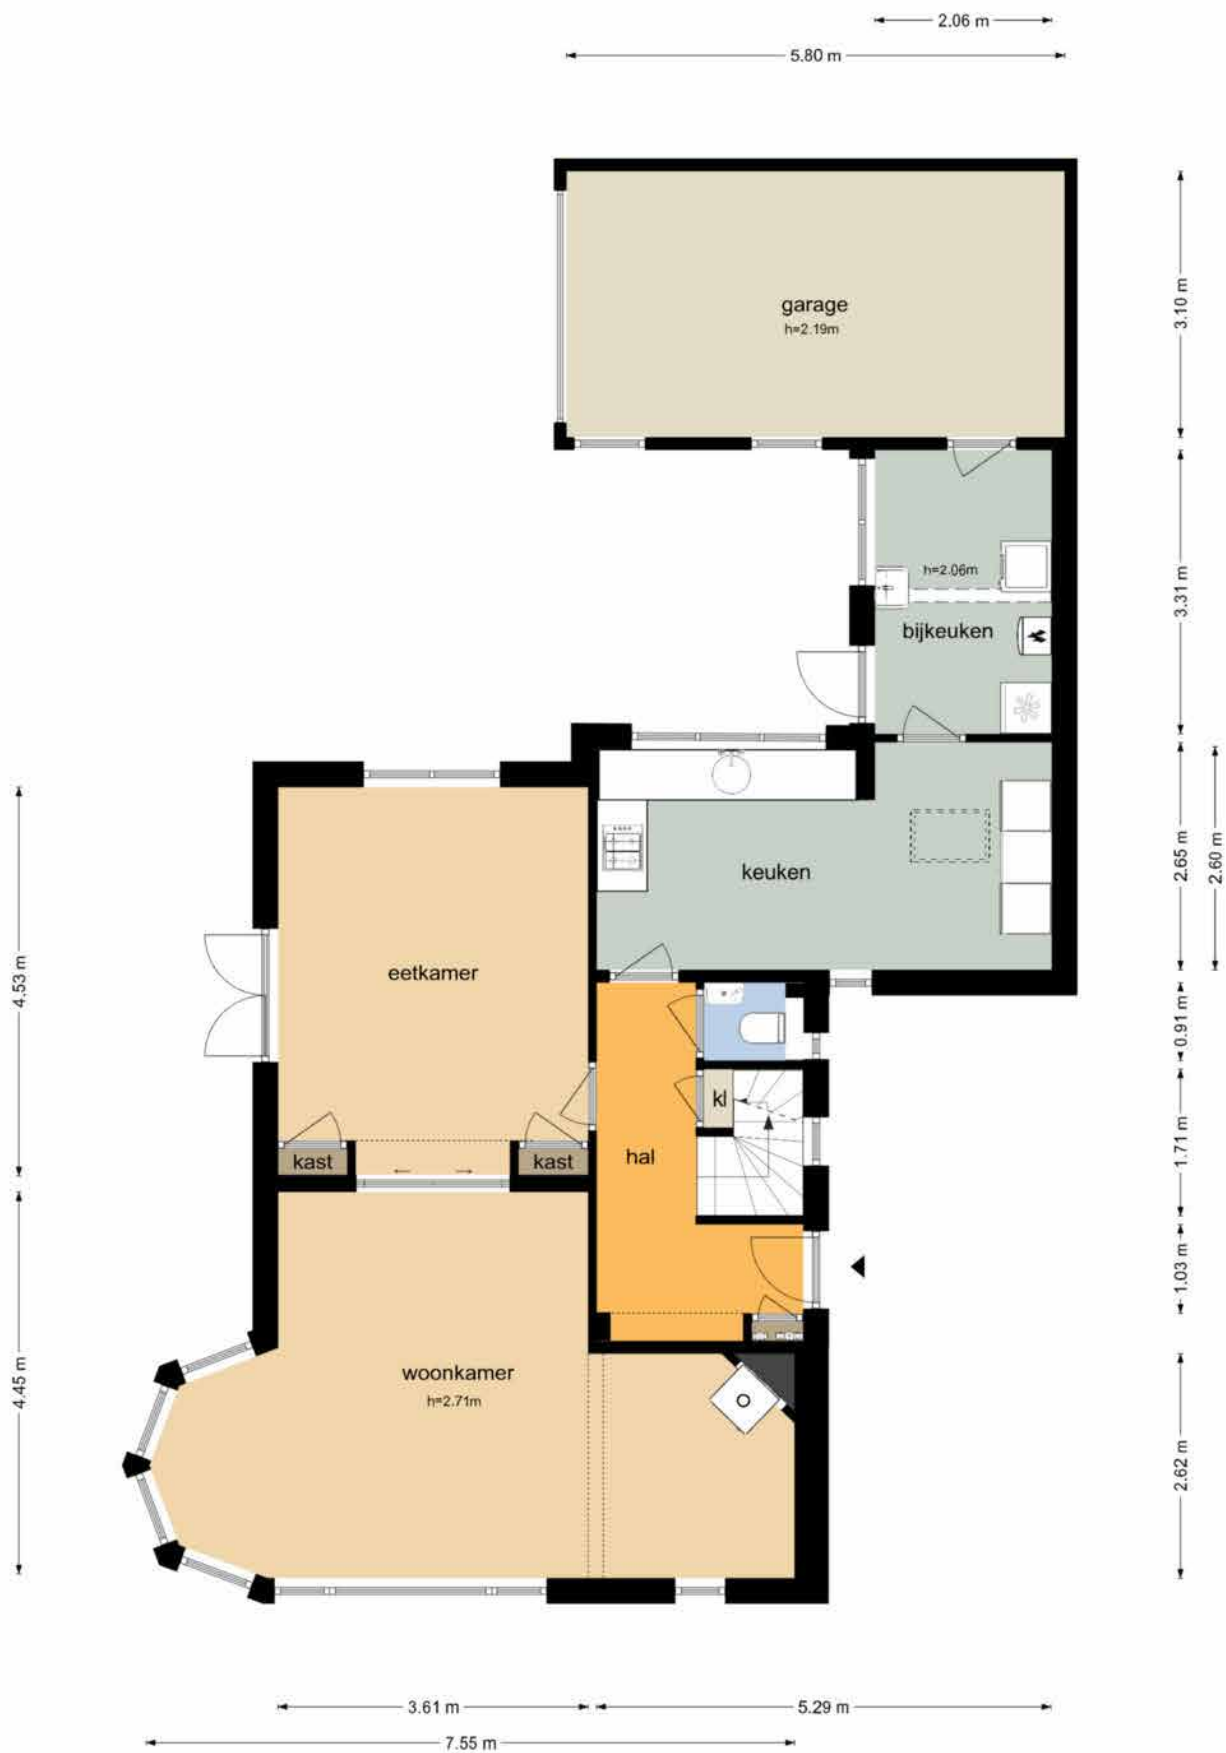 2.06 m
5.80 m
garage
h=2.19m
3.10 m
h=2.06m
bijkeuken
3.31 m
keuken
2.65 m
2.60 m
eetkamer
4.53 m
0.91 m
kl
kast
kast
hal
1.71 m
1.03 m
woonkamer
h=2.71m
4.45 m
2.62 m
3.61 m
5.29 m
7.55 m